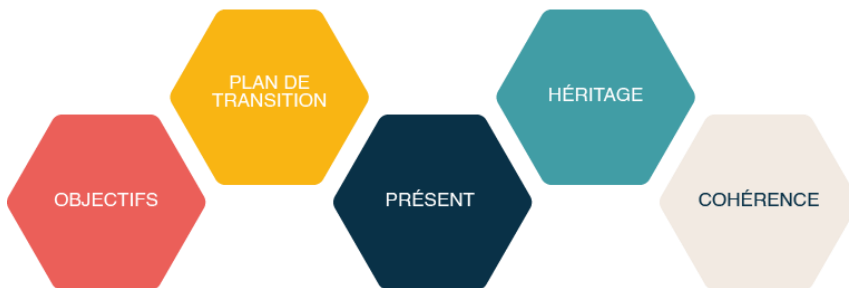 OBJECTIFS
PLAN DE
TRANSITION
PRÉSENT
HÉRITAGE
COHÉRENCE